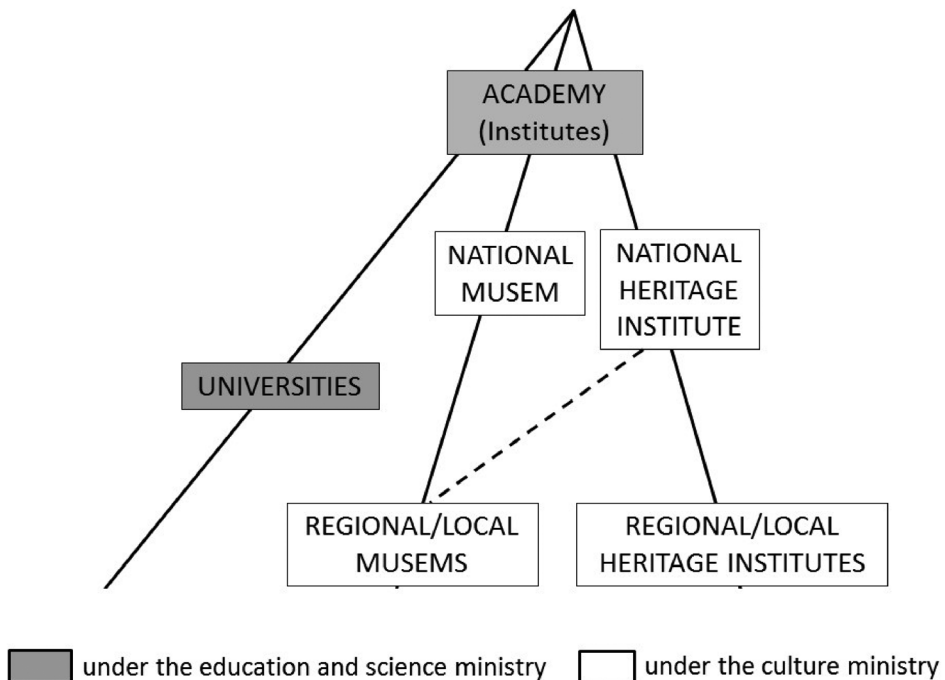 ACADEMY
(Institutes)
NATIONAL
MUSEM
NATIONAL
HERITAGE
INSTITUTE
UNIVERSITIES
REGIONAL/LOCAL
MUSEMS
REGIONAL/LOCAL
HERITAGE INSTITUTES
under the education and science ministry
under the culture ministry